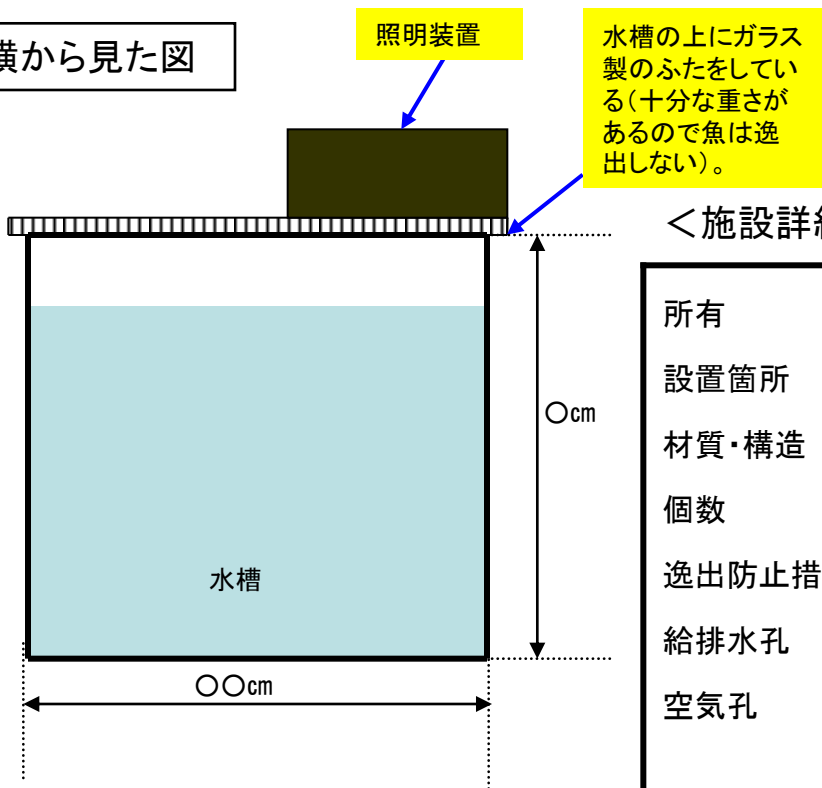 横から見た図
照明装置
水槽の上にガラス
製のふたをしてい
る(十分な重さが
あるので魚は逸
出しない)。
＜施設詳細
所有
設置箇所
材質・構造
個数
逸出防止措
給排水孔
空気孔
〇cm
水槽
〇〇cm